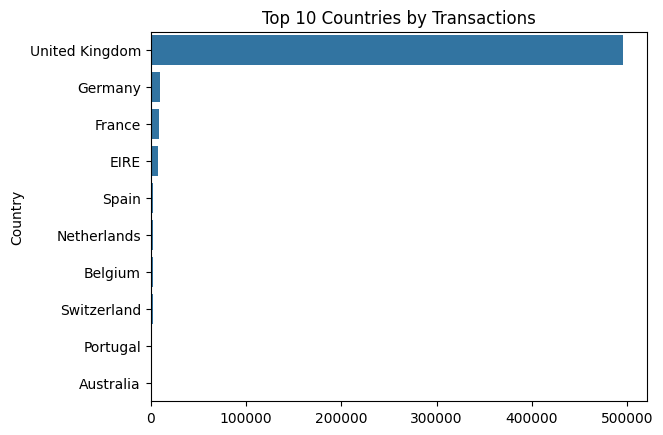 Top 10 Countries by Transactions
Country
United Kingdom
Germany
France
EIRE
Spain
Netherlands
Belgium
Switzerland
Portugal
Australia
0 100000 200000 300000 400000 500000